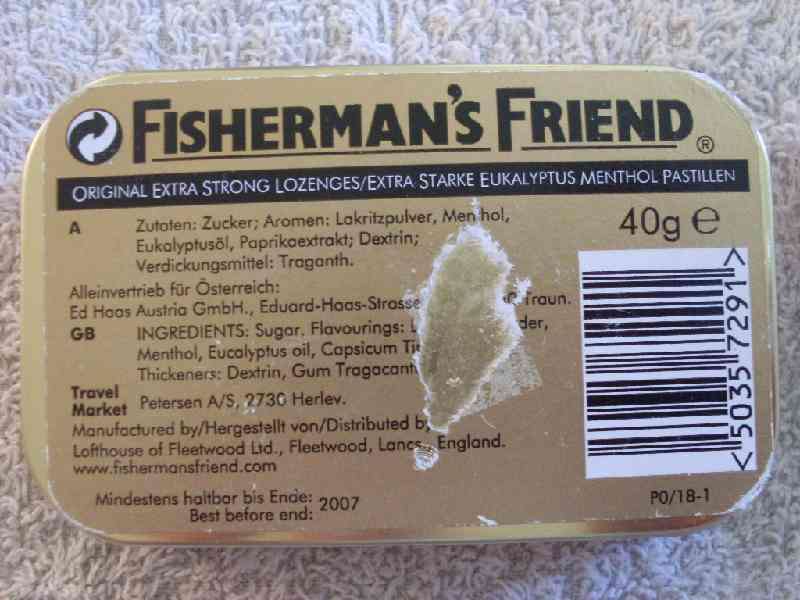 FISHERMAN'S FRIEND ®
ORIGINAL EXTRA STRONG LOZENGES/EXTRA STARKE EUKALYPTUS MENTHOL PASTILLEN
A Zutaten: Zucker; Aromen: Lakritzpulver, Menthol,
Eukalyptusöl, Paprikaextrakt; Dextrin;
Verdickungsmittel: Traganth.
40g ℮
Alleinvertrieb für Österreich:
Ed Haas Austria GmbH., Eduard-Haas-Strasse Traun.
GB INGREDIENTS: Sugar. Flavourings:
Menthol, Eucalyptus oil, Capsicum
Thickeners: Dextrin, Gum
Travel
Market Petersen A/S, 2730 Herlev.
Manufactured by/Hergestellt von/Distributed by
Lofthouse of Fleetwood Ltd., Fleetwood, Lancs., England.
www.fishermansfriend.com
Mindestens haltbar bis Ende: 2007
Best before end:
P0/18-1
<5035 7291>